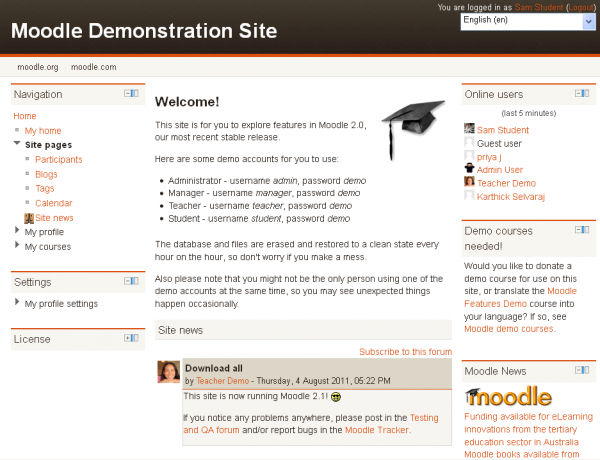 You are logged in as Sam Student (Logout)
Moodle Demonstration Site
English (en)
moodle.org moodle.com
Navigation
Home
My home
Site pages
Participants
Blogs
Tags
Calendar
Site news
My profile
My courses
Settings
My profile settings
License
Welcome!
This site is for you to explore features in Moodle 2.0,
our most recent stable release.
Here are some demo accounts for you to use:
Administrator - username admin, password demo
Manager - username manager, password demo
Teacher - username teacher, password demo
Student - username student, password demo
The database and files are erased and restored to a clean state every
hour on the hour, so don't worry if you make a mess.
Also please note that you might not be the only person using one of the
demo accounts at the same time, so you may see unexpected things
happen occasionally.
Site news
Subscribe to this forum
Download all
by Teacher Demo - Thursday, 4 August 2011, 05:22 PM
This site is now running Moodle 2.1!
If you notice any problems anywhere, please post in the Testing
and QA forum and/or report bugs in the Moodle Tracker.
Online users
(last 5 minutes)
Sam Student
Guest user
priya j
Admin User
Teacher Demo
Karthick Selvaraj
Demo courses
needed!
Would you like to donate a
demo course for use on this
site, or translate the Moodle
Features Demo course into
your language? If so, see
Moodle demo courses.
Moodle News
moodle
Funding available for eLearning
innovations from the tertiary
education sector in Australia
Moodle books available from